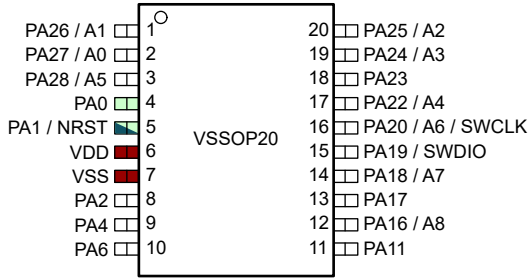 PA26 / A1 1 20 PA25 / A2
PA27 / A0 2 19 PA24 / A3
PA28 / A5 3 18 PA23
PA0 4 17 PA22 / A4
PA1 / NRST 5 16 PA20 / A6 / SWCLK
VDD 6 VSSOP20 15 PA19 / SWDIO
VSS 7 14 PA18 / A7
PA2 8 13 PA17
PA4 9 12 PA16 / A8
PA6 10 11 PA11